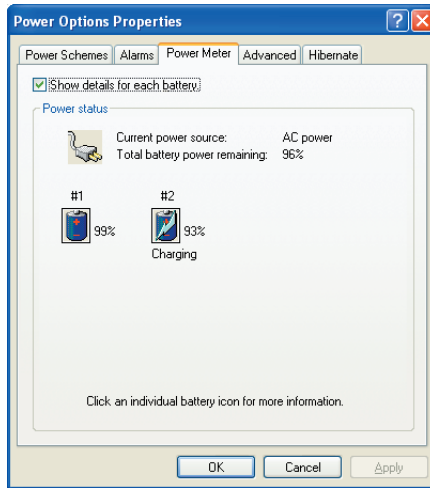 Power Options Properties
Power Schemes Alarms Power Meter Advanced Hibernate
Show details for each battery.
Power status
Current power source: AC power
Total battery power remaining: 96%
#1 #2
99% 93%
Charging
Click an individual battery icon for more information.
OK Cancel Apply